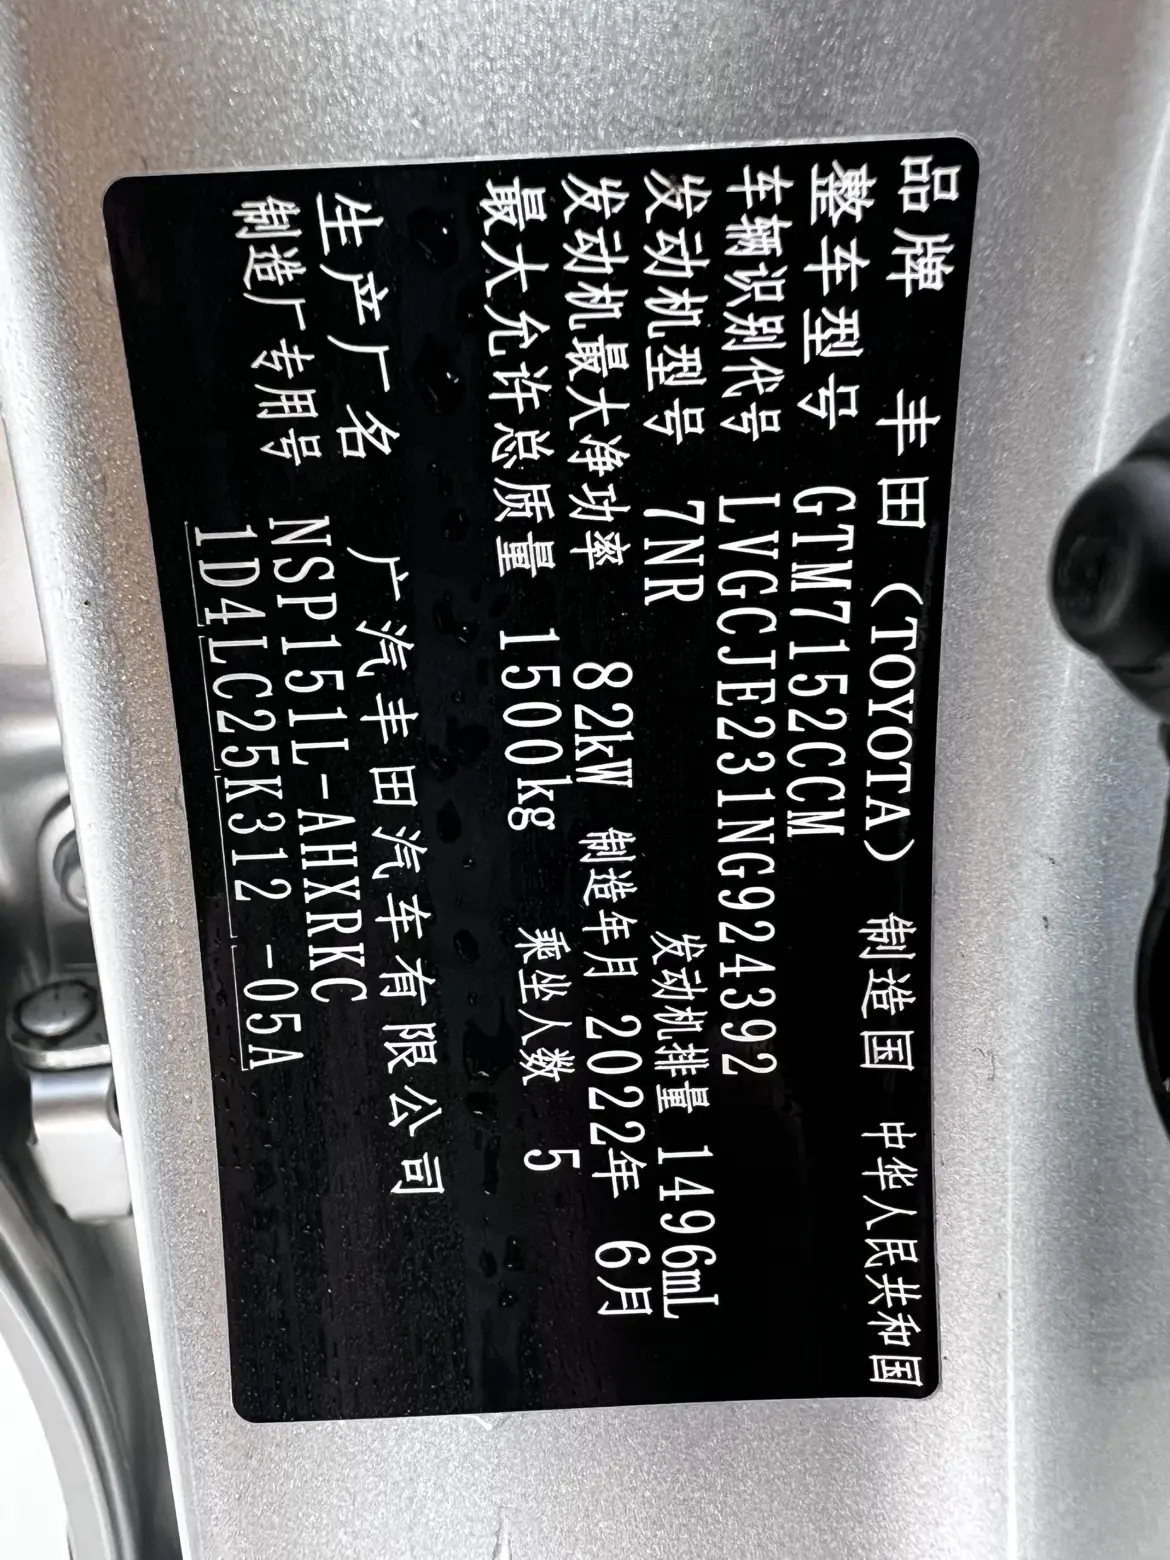 品牌 丰田 (TOYOTA) 制造国 中华人民共和国
整车型号 GTM7152CCM
车辆识别代号 LVGCJE231NG924392
发动机型号 7NR 发动机排量 1496mL
发动机最大净功率 82kW 制造年月 2022年 6月
最大允许总质量 1500kg 乘坐人数 5
生产厂名 广汽丰田汽车有限公司
制造厂专用号 NSP151L-AHXRKC
1D4LC25K312 -05A